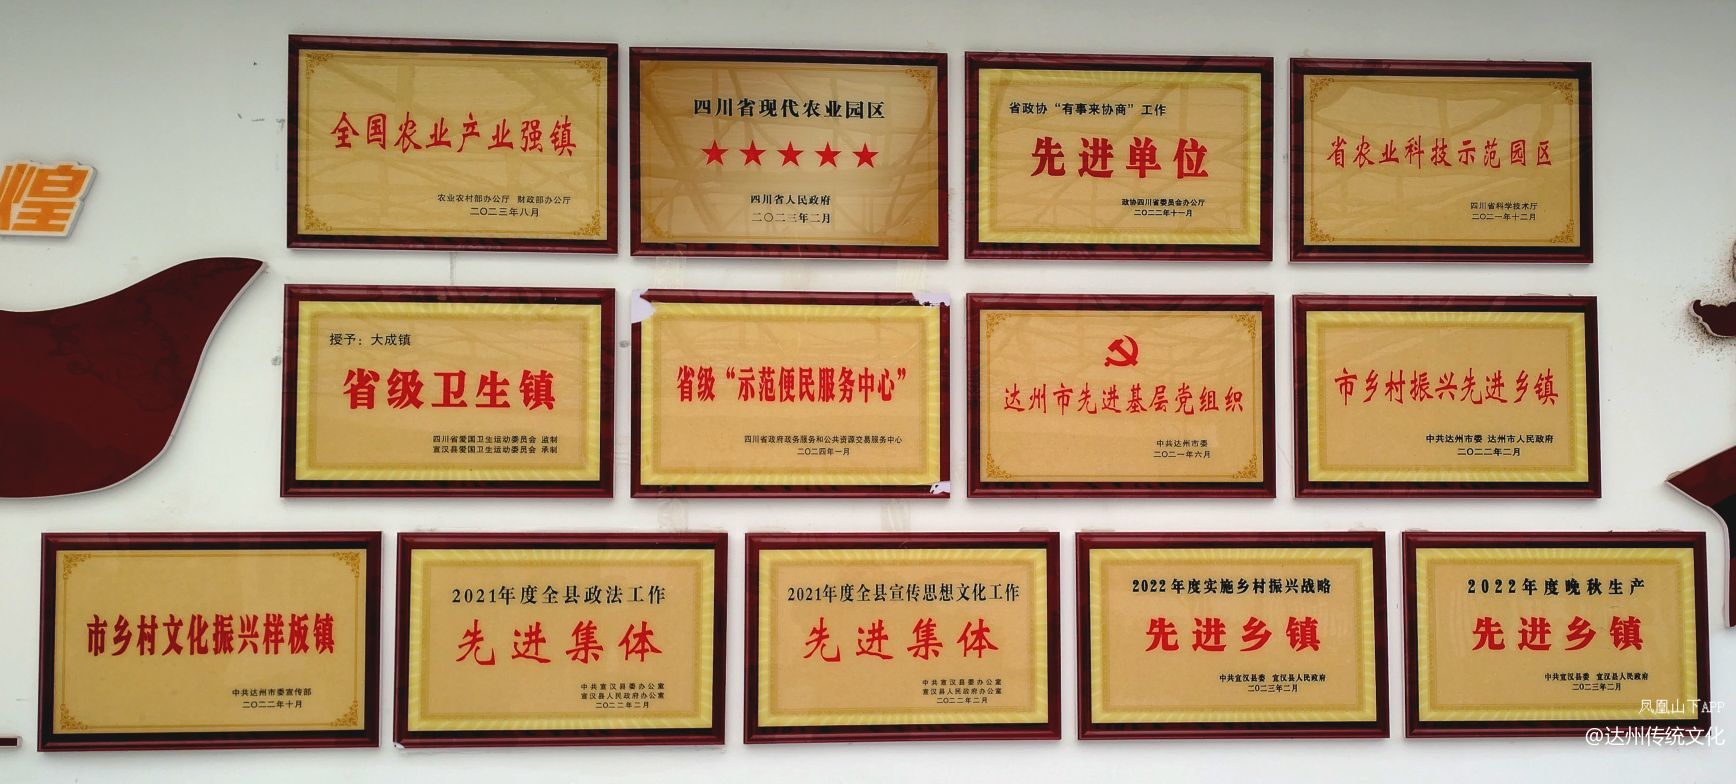 煌
全国农业产业强镇
农业农村部办公厅 财政部办公厅
二〇二三年八月
四川省现代农业园区
★★★★★
四川省人民政府
二〇二三年二月
省政协“有事来协商”工作
先进单位
政协四川省委员会办公厅
二〇二二年十一月
省农业科技示范园区
四川省科学技术厅
二〇二一年十二月
授予：大成镇
省级卫生镇
四川省爱国卫生运动委员会 监制
宣汉县爱国卫生运动委员会 承制
省级“示范便民服务中心”
四川省政府政务服务和公共资源交易服务中心
二〇二四年一月
达州市先进基层党组织
中共达州市委
二〇二一年六月
市乡村振兴先进乡镇
中共达州市委 达州市人民政府
二〇二二年二月
市乡村文化振兴样板镇
中共达州市委宣传部
二〇二二年十月
2021年度全县政法工作
先进集体
中共宣汉县委办公室
宣汉县人民政府办公室
二〇二二年二月
2021年度全县宣传思想文化工作
先进集体
中共宣汉县委办公室
宣汉县人民政府办公室
二〇二二年二月
2022年度实施乡村振兴战略
先进乡镇
中共宣汉县委 宣汉县人民政府
二〇二三年二月
2022年度晚秋生产
先进乡镇
中共宣汉县委 宣汉县人民政府
二〇二三年二月
凤凰山下APP
@达州传统文化